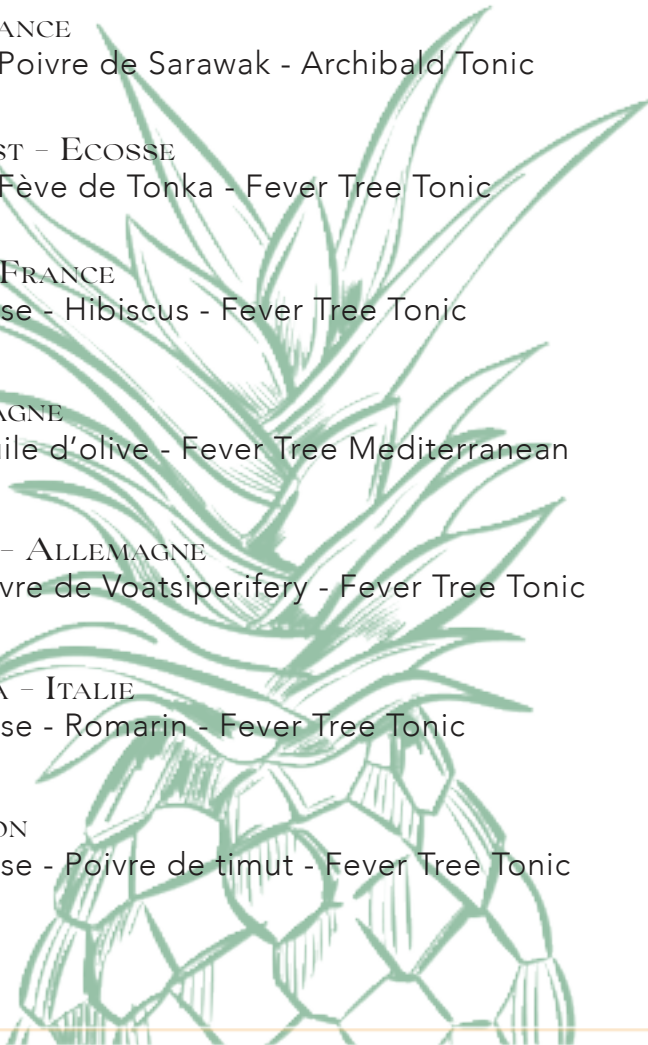 ANCE
Poivre de Sarawak - Archibald Tonic
ST – ECOSSE
Fève de Tonka - Fever Tree Tonic
FRANCE
se - Hibiscus - Fever Tree Tonic
AGNE
ile d’olive - Fever Tree Mediterranean
– ALLEMAGNE
vre de Voatsiperifery - Fever Tree Tonic
A – ITALIE
se - Romarin - Fever Tree Tonic
ON
se - Poivre de timut - Fever Tree Tonic